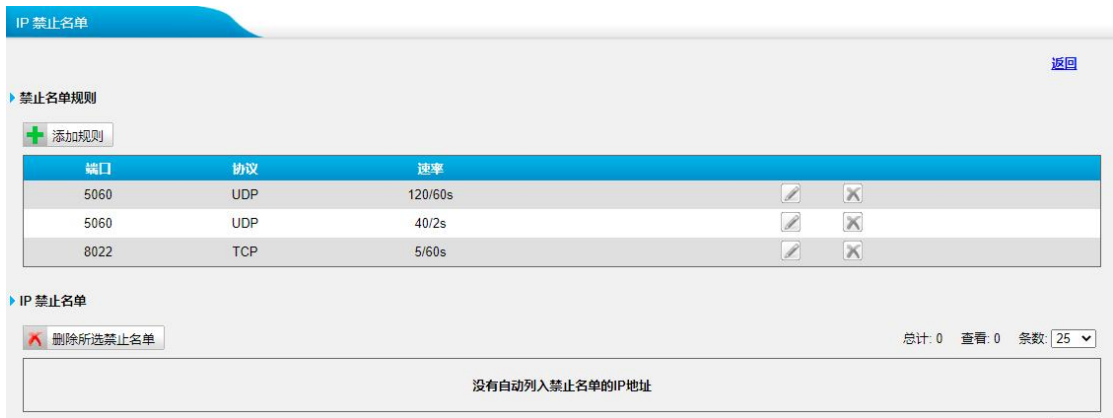 IP 禁止名单
返回
禁止名单规则
添加规则
端口 协议 速率
5060 UDP 120/60s
5060 UDP 40/2s
8022 TCP 5/60s
IP 禁止名单
删除所选禁止名单 总计: 0 查看: 0 条数: 25
没有自动列入禁止名单的IP地址